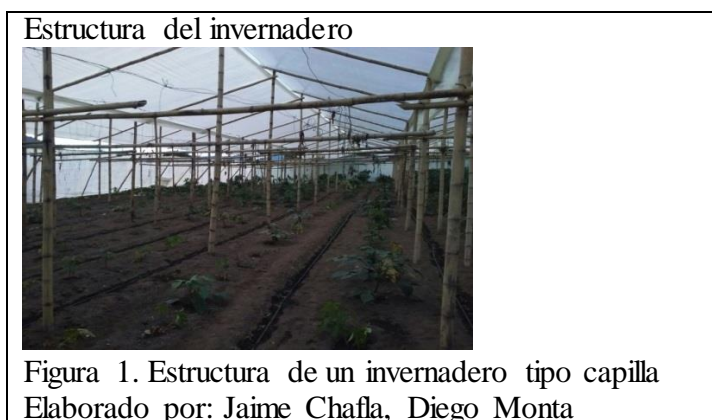 Estructura del invernadero
Figura 1. Estructura de un invernadero tipo capilla
Elaborado por: Jaime Chafla, Diego Monta